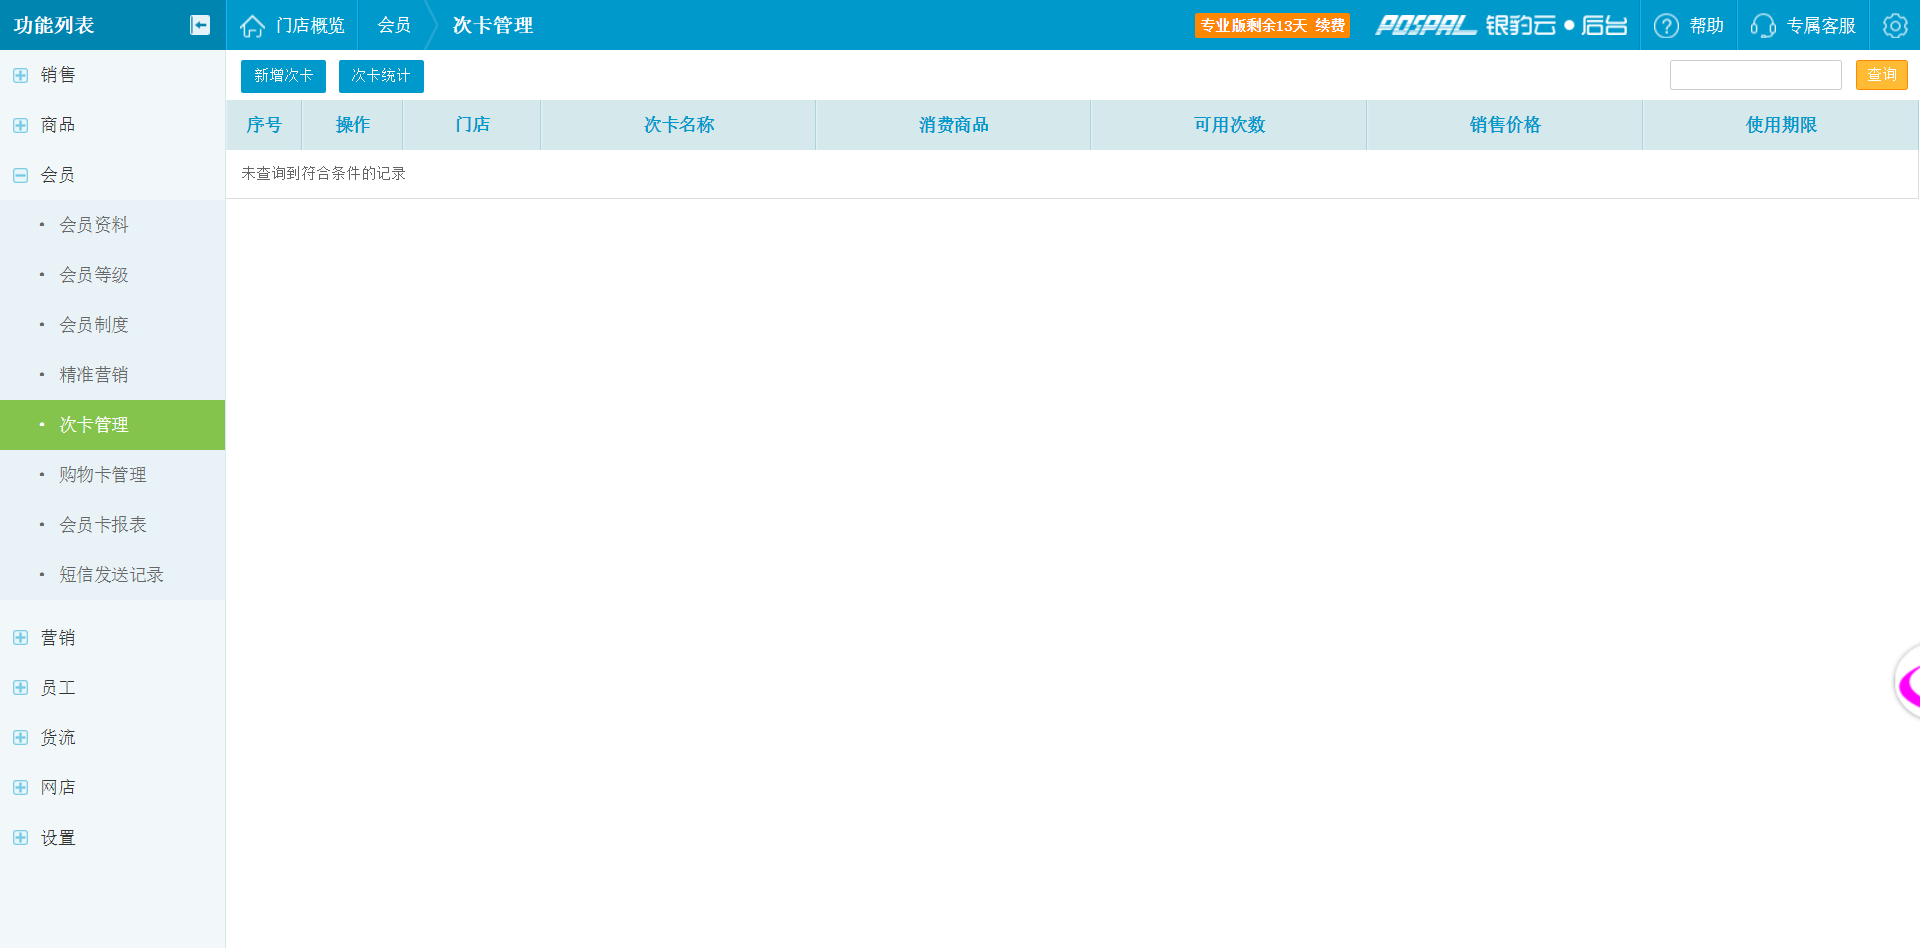 功能列表
门店概览
会员
次卡管理
专业版剩余13天 续费
POSPAL 银豹云●后台
帮助
专属客服
销售
商品
会员
会员资料
会员等级
会员制度
精准营销
次卡管理
购物卡管理
会员卡报表
短信发送记录
营销
员工
货流
网店
设置
新增次卡
次卡统计
查询
序号 操作 门店 次卡名称 消费商品 可用次数 销售价格 使用期限
未查询到符合条件的记录